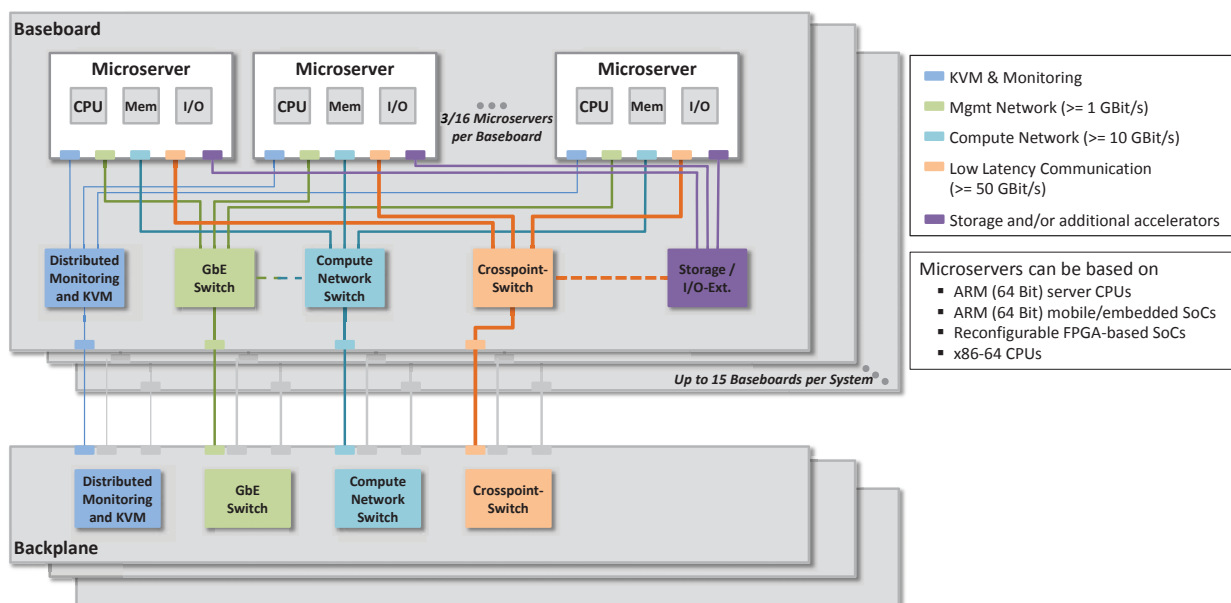 Baseboard
Microserver
CPU
Mem
I/O
Microserver
CPU
Mem
I/O
3/16 Microservers
per Baseboard
Microserver
CPU
Mem
I/O
Distributed
Monitoring
and KVM
GbE
Switch
Compute
Network
Switch
Crosspoint-
Switch
Storage /
I/O-Ext.
Up to 15 Baseboards per System
Distributed
Monitoring
and KVM
GbE
Switch
Compute
Network
Switch
Crosspoint-
Switch
Backplane
KVM & Monitoring
Mgmt Network (>= 1 GBit/s)
Compute Network (>= 10 GBit/s)
Low Latency Communication
(>= 50 GBit/s)
Storage and/or additional accelerators
Microservers can be based on
▪ ARM (64 Bit) server CPUs
▪ ARM (64 Bit) mobile/embedded SoCs
▪ Reconfigurable FPGA-based SoCs
▪ x86-64 CPUs